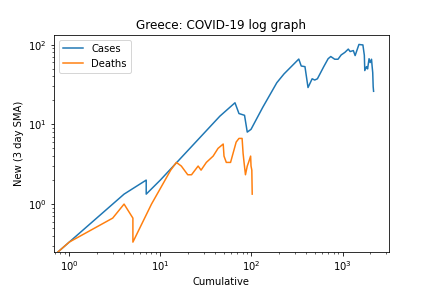 Greece: COVID-19 log graph
Cases
Deaths
New (3 day SMA)
10²
10¹
10⁰
10⁰
10¹
10²
10³
Cumulative